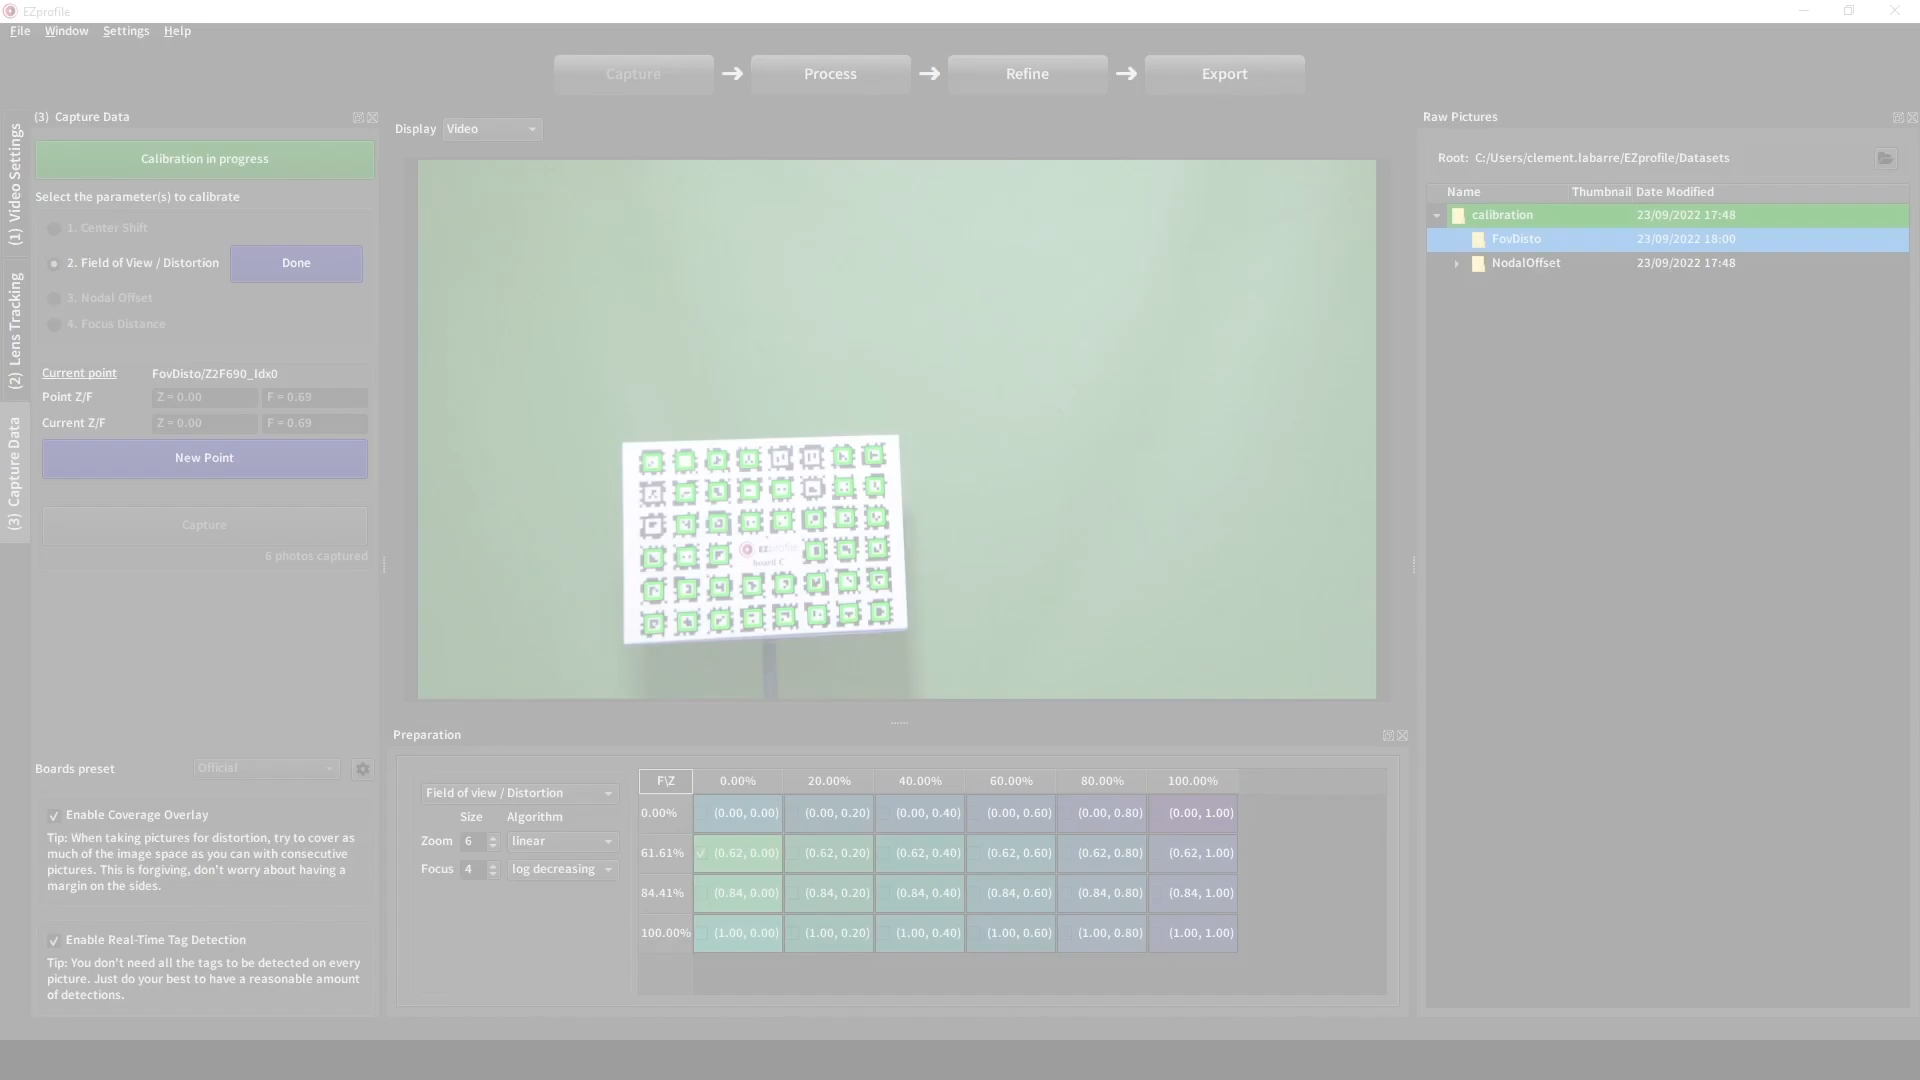 EZprofile
File Window Settings Help
Capture Process Refine Export
(3) Capture Data
Display Video
Raw Pictures
(1) Video Settings
(2) Lens Tracking
(3) Capture Data
Calibration in progress
Select the parameter(s) to calibrate
1. Center Shift
2. Field of View / Distortion Done
3. Nodal Offset
4. Focus Distance
Current point FovDisto/Z2F690_Idx0
Point Z/F Z = 0.00 F = 0.69
Current Z/F Z = 0.00 F = 0.69
New Point
Capture
6 photos captured
Boards preset Official
Enable Coverage Overlay
Tip: When taking pictures for distortion, try to cover as
much of the image space as you can with consecutive
pictures. This is forgiving, don't worry about having a
margin on the sides.
Enable Real-Time Tag Detection
Tip: You don't need all the tags to be detected on every
picture. Just do your best to have a reasonable amount
of detections.
EZprofile
board C
Preparation
Field of view / Distortion
Size Algorithm
Zoom 6 linear
Focus 4 log decreasing
F\Z 0.00% 20.00% 40.00% 60.00% 80.00% 100.00%
0.00% (0.00, 0.00) (0.00, 0.20) (0.00, 0.40) (0.00, 0.60) (0.00, 0.80) (0.00, 1.00)
61.61% (0.62, 0.00) (0.62, 0.20) (0.62, 0.40) (0.62, 0.60) (0.62, 0.80) (0.62, 1.00)
84.41% (0.84, 0.00) (0.84, 0.20) (0.84, 0.40) (0.84, 0.60) (0.84, 0.80) (0.84, 1.00)
100.00% (1.00, 0.00) (1.00, 0.20) (1.00, 0.40) (1.00, 0.60) (1.00, 0.80) (1.00, 1.00)
Root: C:/Users/clement.labarre/EZprofile/Datasets
Name Thumbnail Date Modified
calibration 23/09/2022 17:48
FovDisto 23/09/2022 18:00
NodalOffset 23/09/2022 17:48